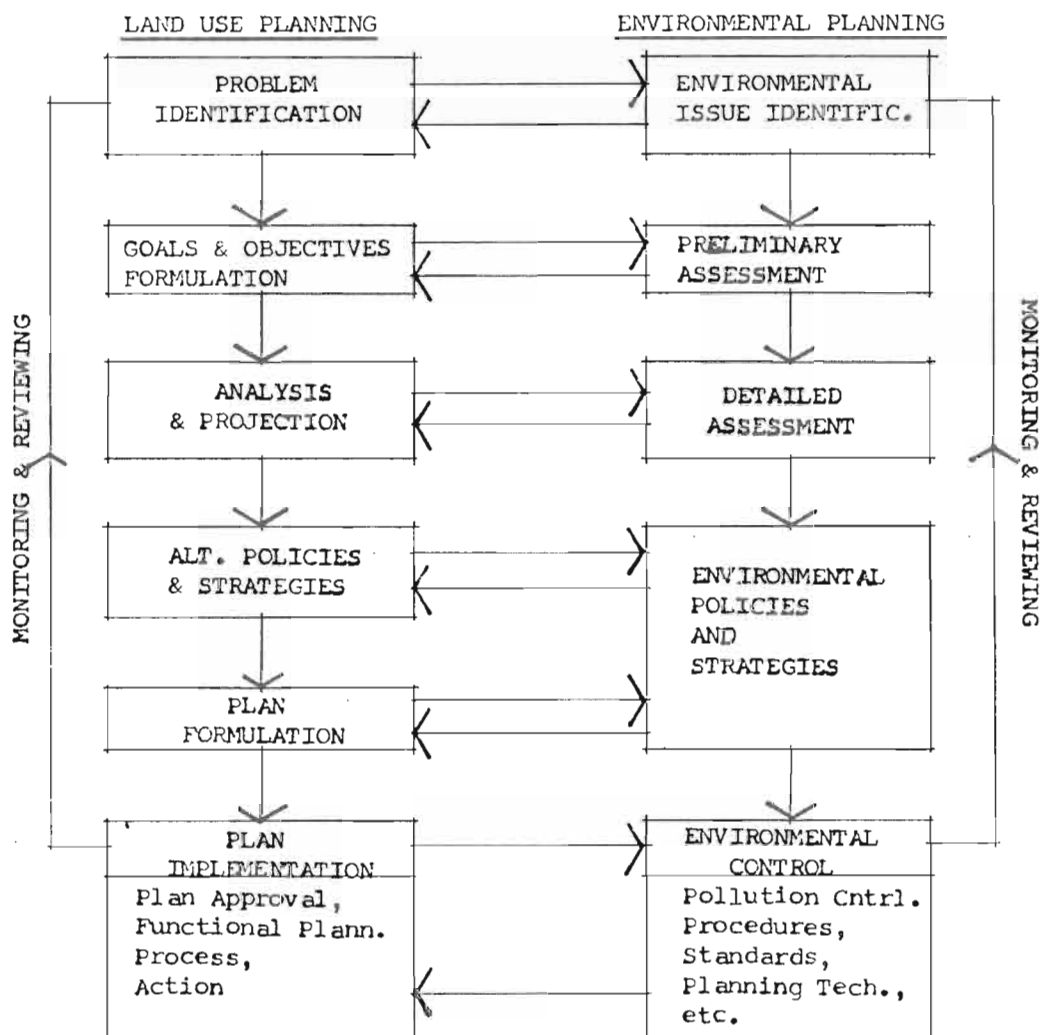 LAND USE PLANNING
ENVIRONMENTAL PLANNING
PROBLEM
IDENTIFICATION
ENVIRONMENTAL
ISSUE IDENTIFIC.
GOALS & OBJECTIVES
FORMULATION
PRELIMINARY
ASSESSMENT
ANALYSIS
& PROJECTION
DETAILED
ASSESSMENT
ALT. POLICIES
& STRATEGIES
ENVIRONMENTAL
POLICIES
AND
STRATEGIES
PLAN
FORMULATION
PLAN
IMPLEMENTATION
Plan Approval,
Functional Plann.
Process,
Action
ENVIRONMENTAL
CONTROL
Pollution Cntrl.
Procedures,
Standards,
Planning Tech.,
etc.
MONITORING & REVIEWING
MONITORING & REVIEWING